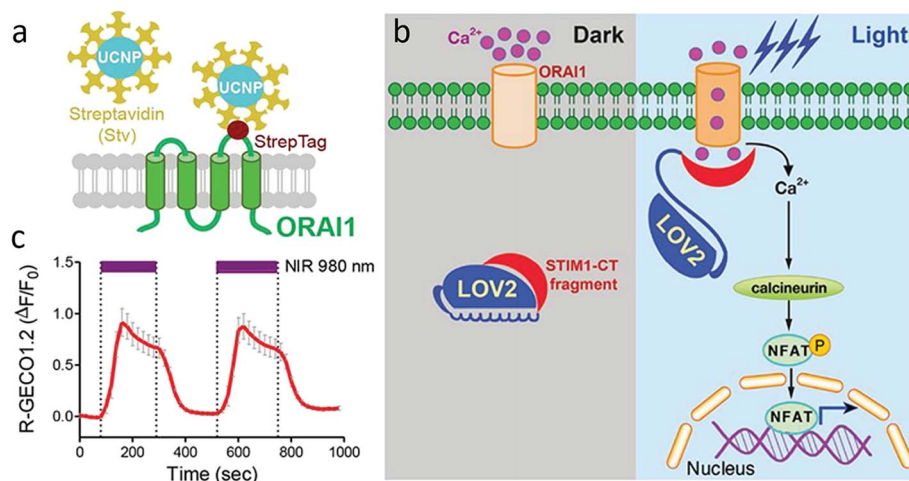 a
UCNP
Streptavidin
(Stv)
UCNP
StrepTag
ORAI1
b
Ca²⁺
Dark
ORAI1
Light
LOV2
STIM1-CT
fragment
LOV2
Ca²⁺
calcineurin
NFAT P
NFAT
Nucleus
c
NIR 980 nm
R-GECO1.2 (ΔF/F₀)
1.5
1.0
0.5
0.0
0 200 400 600 800 1000
Time (sec)